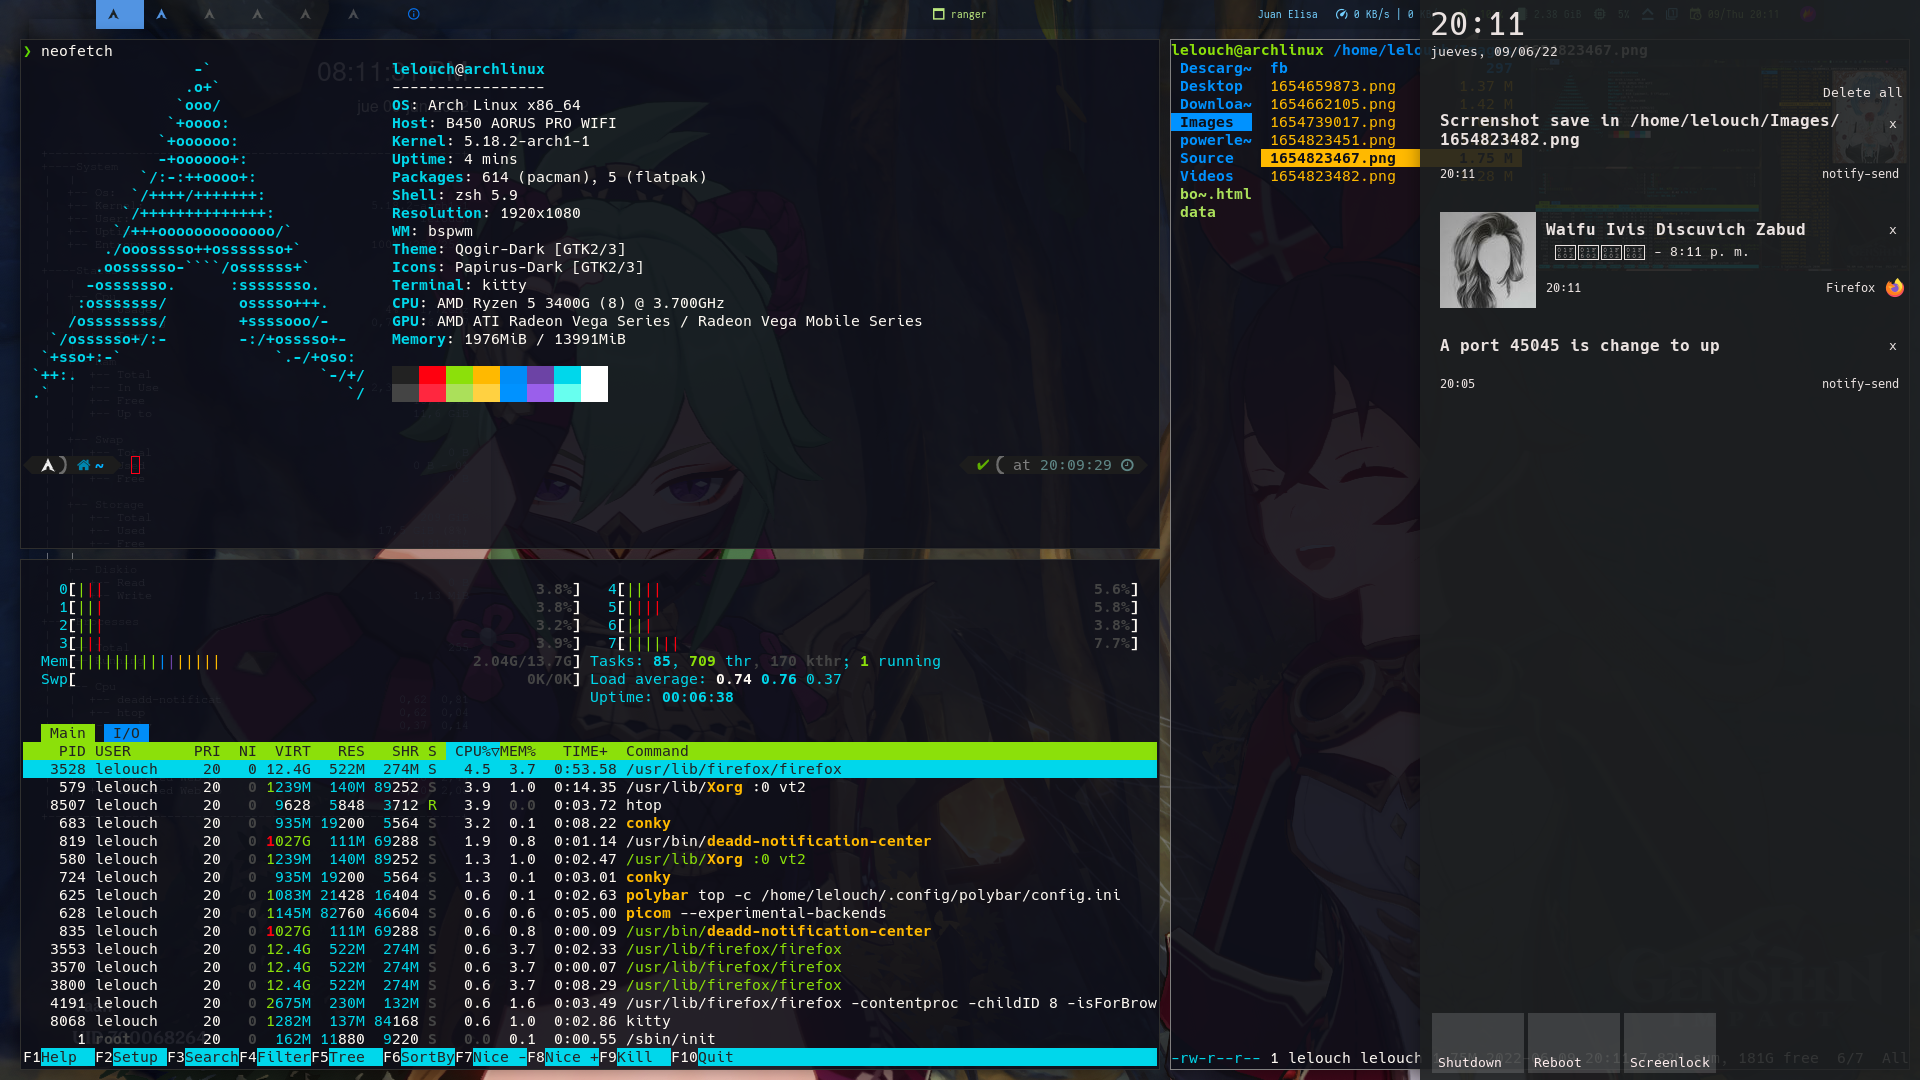 ranger
Juan Elisa 0 KB/s | 0
20:11
jueves, 09/06/22
Delete all
Scrrenshot save in /home/lelouch/Images/
1654823482.png
x
20:11 notify-send
Waifu Ivis Discuvich Zabud x
- 8:11 p. m.
20:11 Firefox
A port 45045 is change to up x
20:05 notify-send
Shutdown Reboot Screenlock
❯ neofetch
lelouch@archlinux
-----------------
OS: Arch Linux x86_64
Host: B450 AORUS PRO WIFI
Kernel: 5.18.2-arch1-1
Uptime: 4 mins
Packages: 614 (pacman), 5 (flatpak)
Shell: zsh 5.9
Resolution: 1920x1080
WM: bspwm
Theme: Qogir-Dark [GTK2/3]
Icons: Papirus-Dark [GTK2/3]
Terminal: kitty
CPU: AMD Ryzen 5 3400G (8) @ 3.700GHz
GPU: AMD ATI Radeon Vega Series / Radeon Vega Mobile Series
Memory: 1976MiB / 13991MiB
~
✔ at 20:09:29
lelouch@archlinux /home/lelo
Descarg~ fb
Desktop 1654659873.png
Downloa~ 1654662105.png
Images 1654739017.png
powerle~ 1654823451.png
Source 1654823467.png
Videos 1654823482.png
bo~.html
data
-rw-r--r-- 1 lelouch lelouch
181G free 6/7 All
0[||| 3.8%] 4[|||| 5.6%]
1[||| 3.8%] 5[|||| 5.8%]
2[||| 3.2%] 6[||| 3.8%]
3[||| 3.9%] 7[|||||| 7.7%]
Mem[|||||||||||||||| 2.04G/13.7G] Tasks: 85, 709 thr, 170 kthr; 1 running
Swp[ 0K/0K] Load average: 0.74 0.76 0.37
Uptime: 00:06:38
Main I/O
PID USER PRI NI VIRT RES SHR S CPU%▽MEM% TIME+ Command
3528 lelouch 20 0 12.4G 522M 274M S 4.5 3.7 0:53.58 /usr/lib/firefox/firefox
579 lelouch 20 0 1239M 140M 89252 S 3.9 1.0 0:14.35 /usr/lib/Xorg :0 vt2
8507 lelouch 20 0 9628 5848 3712 R 3.9 0.0 0:03.72 htop
683 lelouch 20 0 935M 19200 5564 S 3.2 0.1 0:08.22 conky
819 lelouch 20 0 1027G 111M 69288 S 1.9 0.8 0:01.14 /usr/bin/deadd-notification-center
580 lelouch 20 0 1239M 140M 89252 S 1.3 1.0 0:02.47 /usr/lib/Xorg :0 vt2
724 lelouch 20 0 935M 19200 5564 S 1.3 0.1 0:03.01 conky
625 lelouch 20 0 1083M 21428 16404 S 0.6 0.1 0:02.63 polybar top -c /home/lelouch/.config/polybar/config.ini
628 lelouch 20 0 1145M 82760 46604 S 0.6 0.6 0:05.00 picom --experimental-backends
835 lelouch 20 0 1027G 111M 69288 S 0.6 0.8 0:00.09 /usr/bin/deadd-notification-center
3553 lelouch 20 0 12.4G 522M 274M S 0.6 3.7 0:02.33 /usr/lib/firefox/firefox
3570 lelouch 20 0 12.4G 522M 274M S 0.6 3.7 0:00.07 /usr/lib/firefox/firefox
3800 lelouch 20 0 12.4G 522M 274M S 0.6 3.7 0:08.29 /usr/lib/firefox/firefox
4191 lelouch 20 0 2675M 230M 132M S 0.6 1.6 0:03.49 /usr/lib/firefox/firefox -contentproc -childID 8 -isForBrow
8068 lelouch 20 0 1282M 137M 84168 S 0.6 1.0 0:02.86 kitty
1 root 20 0 162M 11880 9220 S 0.0 0.1 0:00.55 /sbin/init
F1Help F2Setup F3SearchF4FilterF5Tree F6SortByF7Nice -F8Nice +F9Kill F10Quit